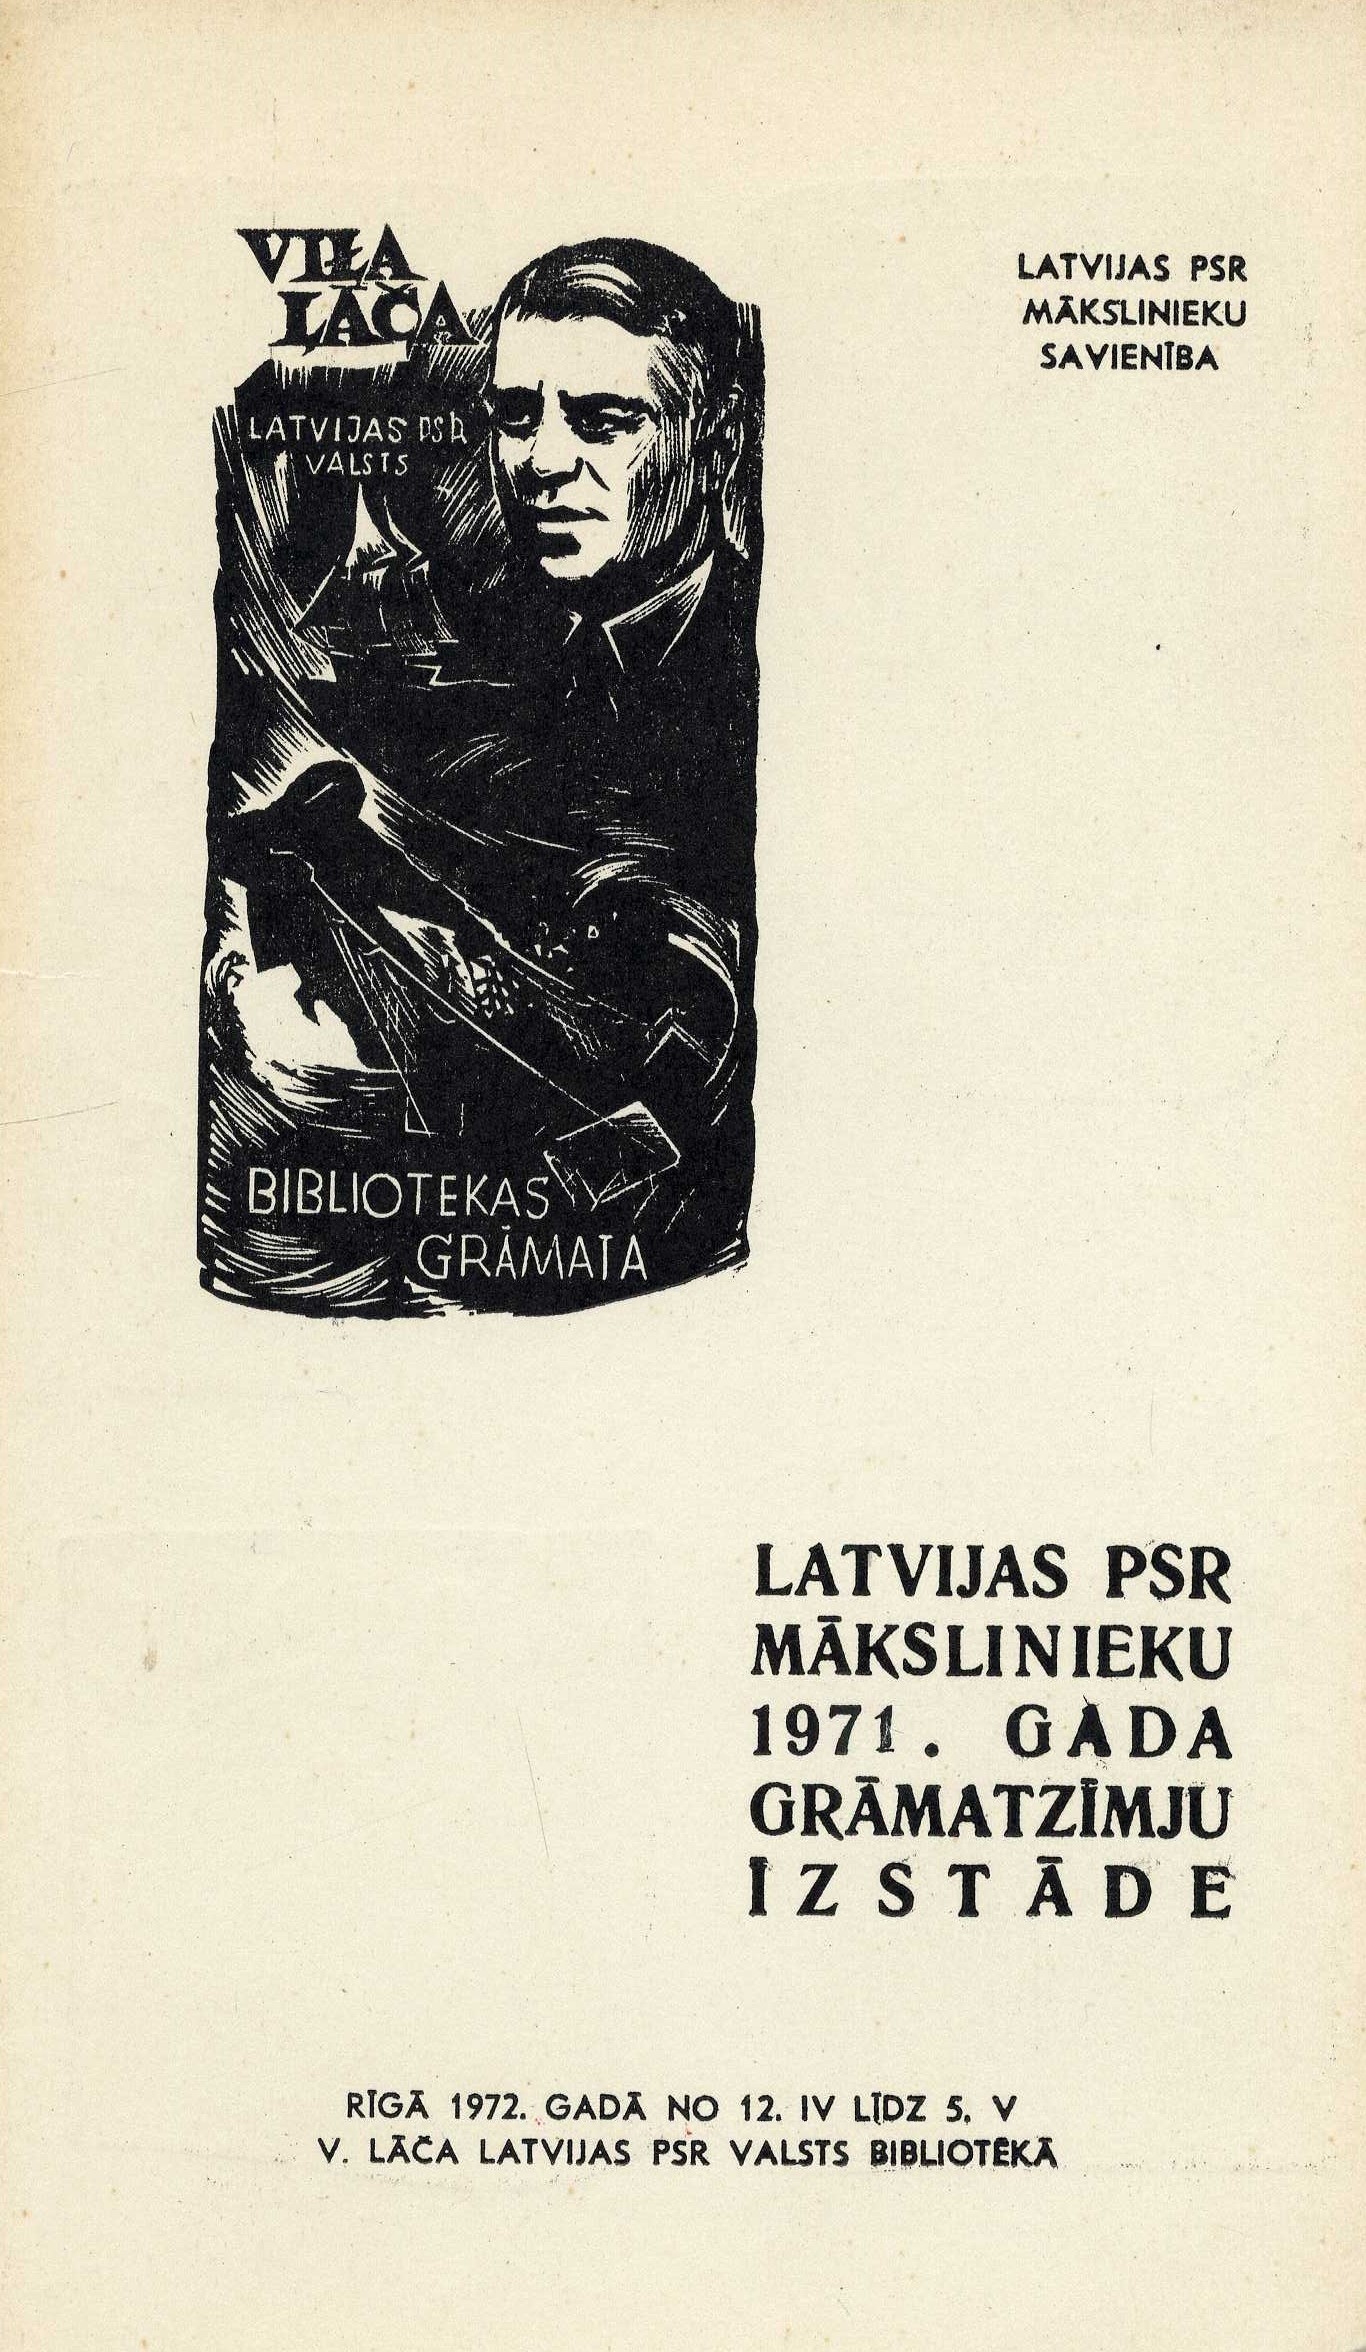 VIĻA
LĀČA
LATVIJAS PSR
VALSTS
BIBLIOTEKAS
GRĀMATA
LATVIJAS PSR
MĀKSLINIEKU
SAVIENĪBA
LATVIJAS PSR
MĀKSLINIEKU
1971. GADA
GRĀMATZĪMJU
IZSTĀDE
RĪGĀ 1972. GADĀ NO 12. IV LĪDZ 5. V
V. LĀČA LATVIJAS PSR VALSTS BIBLIOTĒKĀ